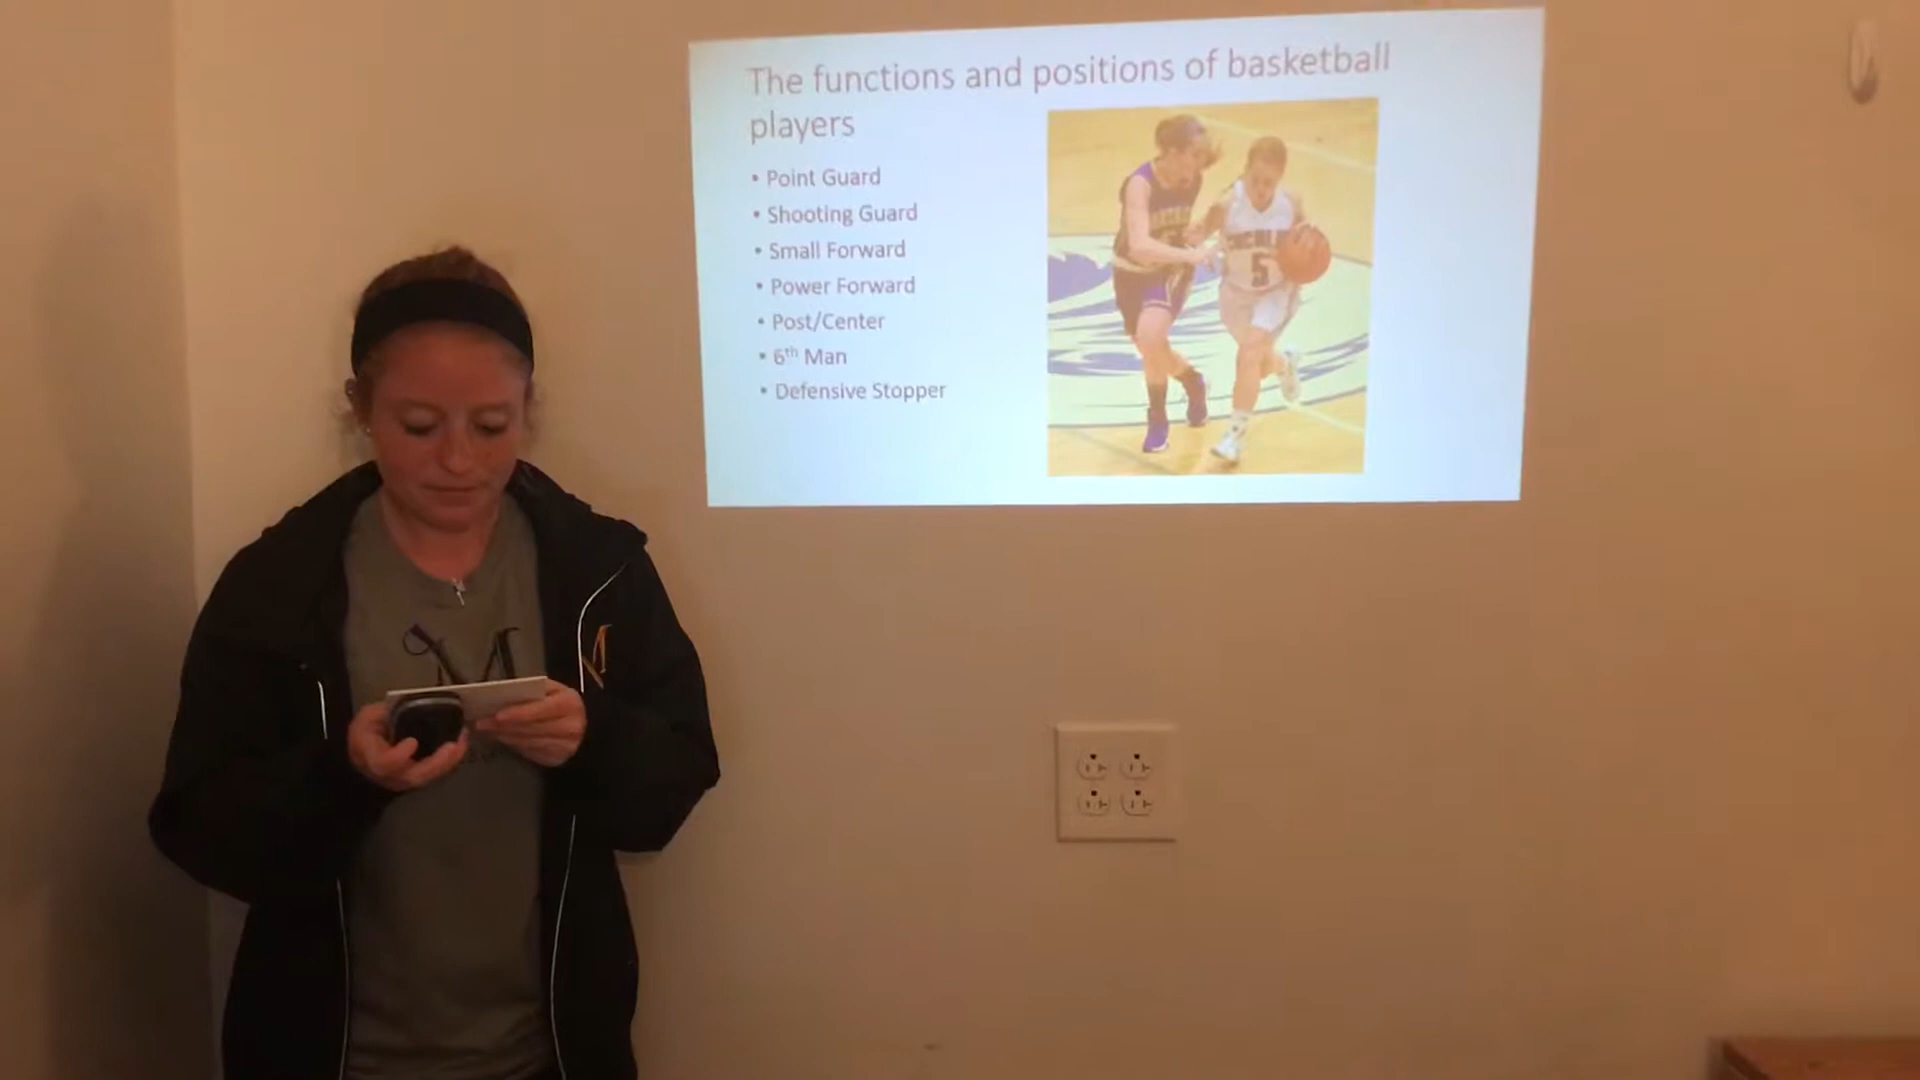 The functions and positions of basketball
players
• Point Guard
• Shooting Guard
• Small Forward
• Power Forward
• Post/Center
• 6th Man
• Defensive Stopper
5
M